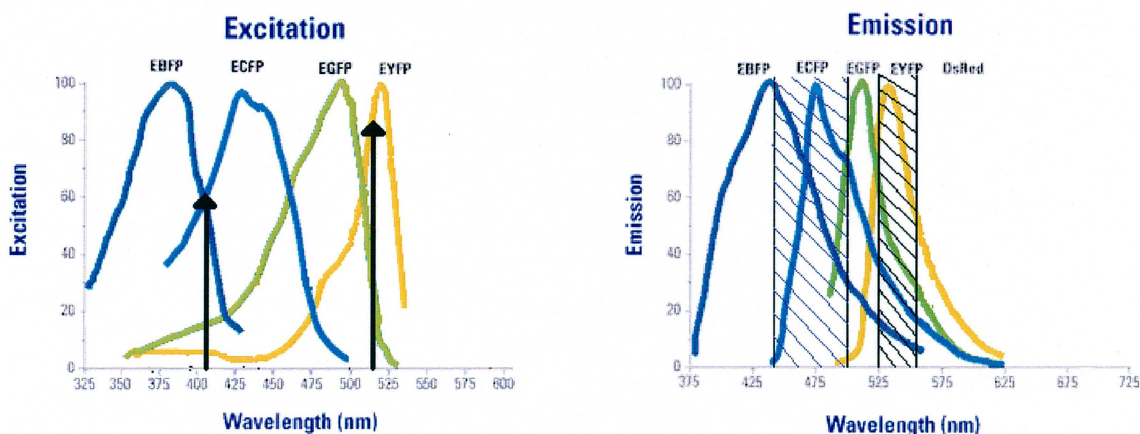 Excitation
EBFP ECFP EGFP EYFP
100
80
60
40
20
0
Excitation
325 350 400 425 450 475 500 525 550 575 600
Wavelength (nm)
Emission
EBFP ECFP EGFP EYFP DsRed
100
80
60
40
20
0
Emission
375 425 475 525 575 625 675 725
Wavelength (nm)